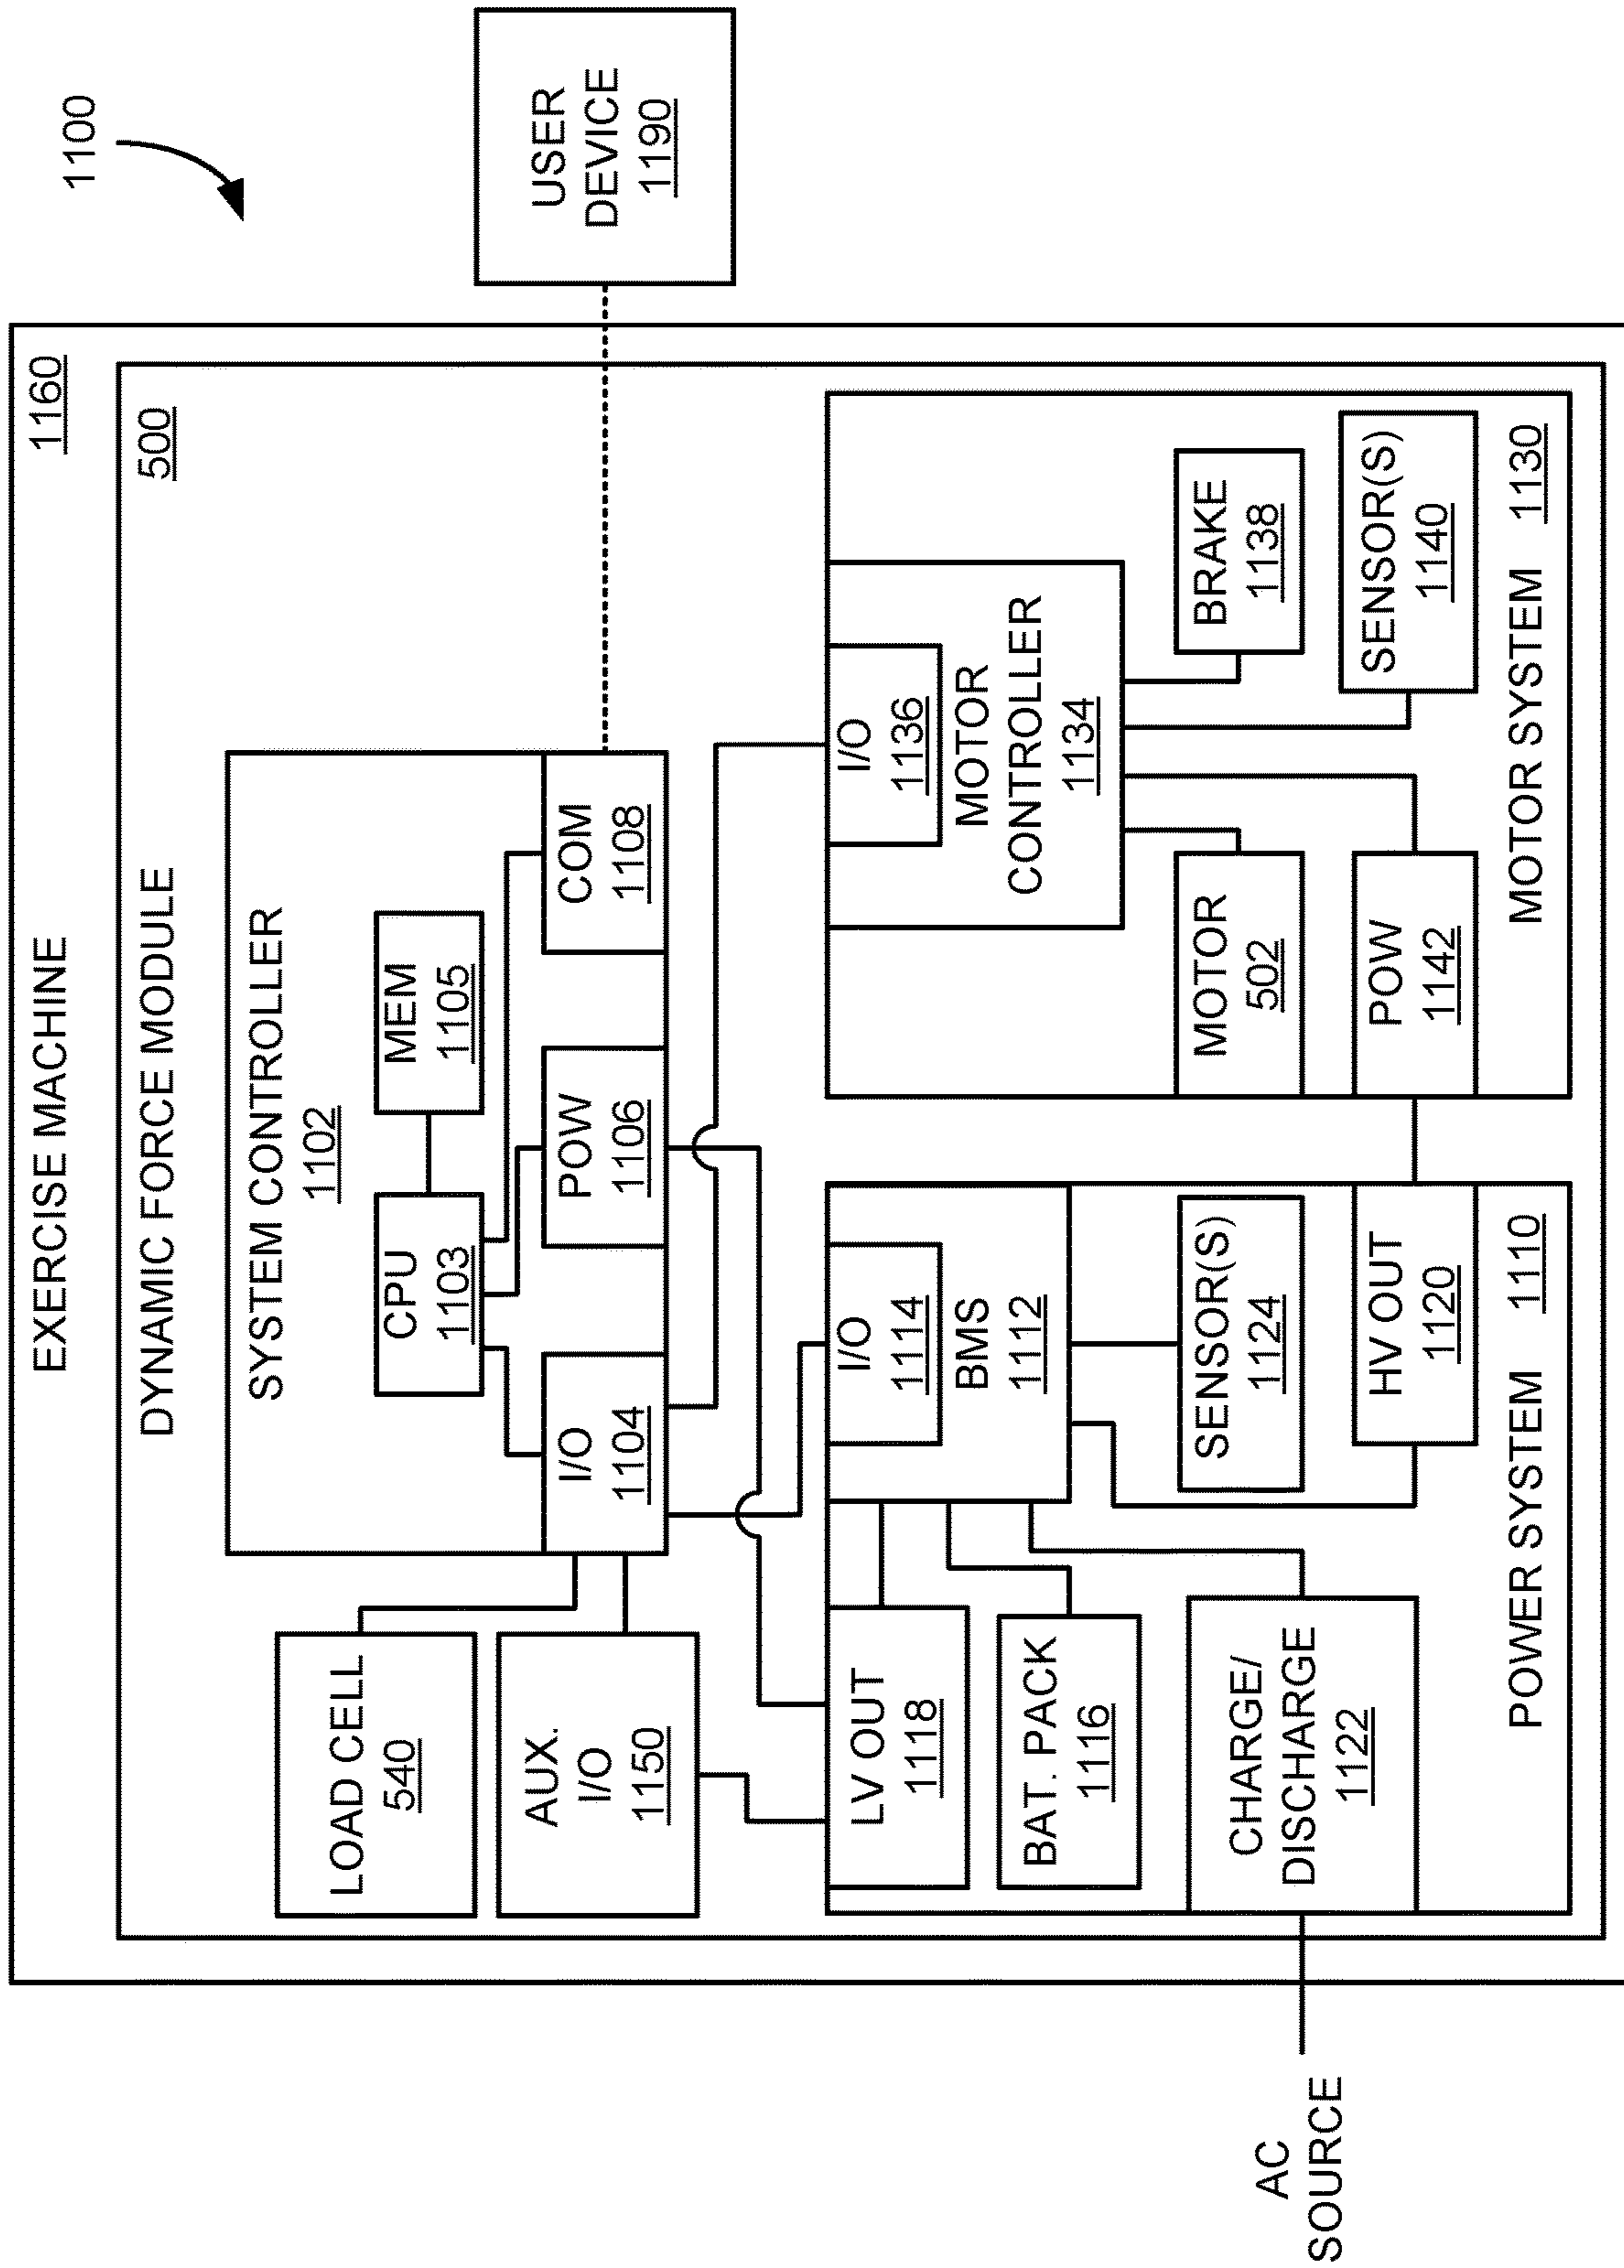 1100
EXERCISE MACHINE
1160
DYNAMIC FORCE MODULE
500
USER
DEVICE
1190
SYSTEM CONTROLLER
1102
CPU
1103
MEM
1105
I/O
1104
POW
1106
COM
1108
LOAD CELL
540
AUX.
I/O
1150
LV OUT
1118
BAT. PACK
1116
CHARGE/
DISCHARGE
1122
I/O
1114
BMS
1112
SENSOR(S)
1124
HV OUT
1120
POWER SYSTEM 1110
I/O
1136
MOTOR
CONTROLLER
1134
MOTOR
502
BRAKE
1138
POW
1142
SENSOR(S)
1140
MOTOR SYSTEM 1130
AC
SOURCE